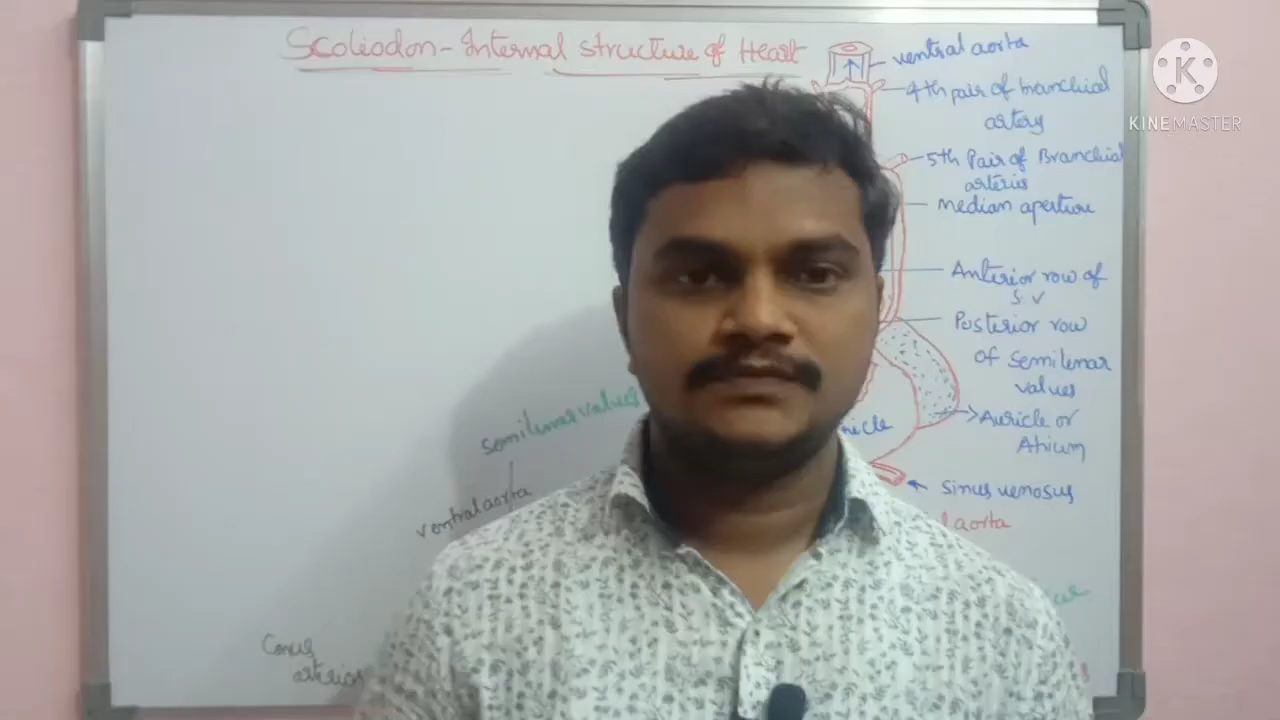 Scoliodon - Internal structure of Heart
ventral aorta
4th pair of branchial
artery
5th Pair of Branchial
arteries
median aperture
Anterior row of
S.V
Posterior row
of semilunar
valves
Auricle or
Atrium
sinus venosus
aorta
semilunar valves
ventral aorta
Conus
K
KINEMASTER